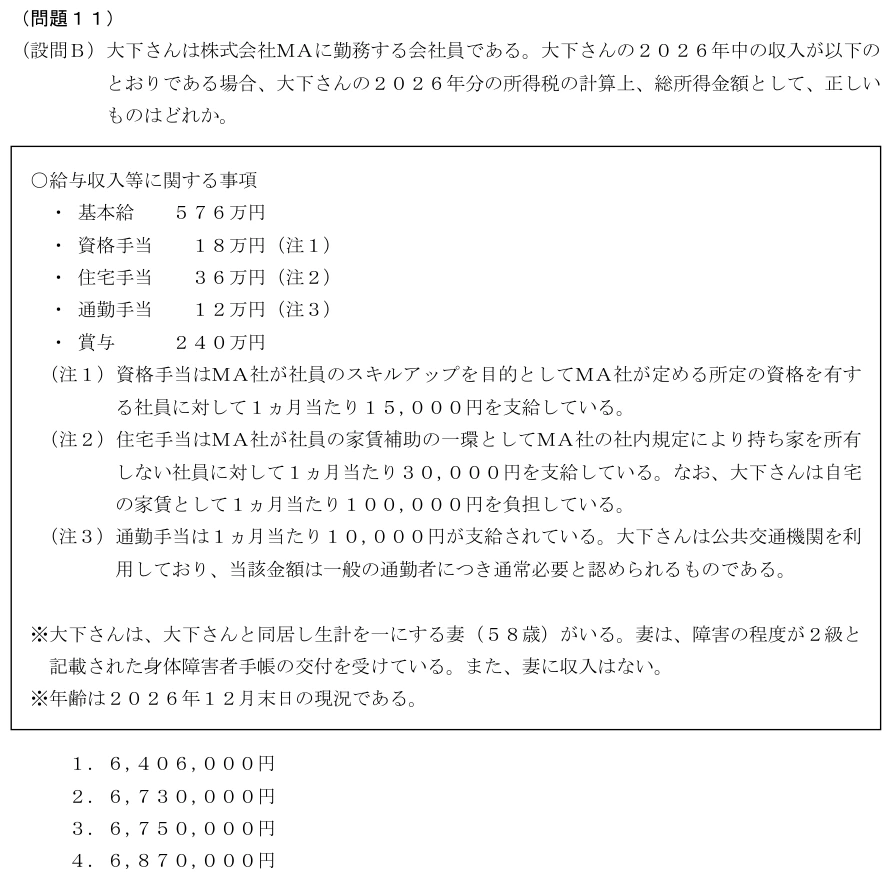 （問題１１）
（設問Ｂ）大下さんは株式会社ＭＡに勤務する会社員である。大下さんの２０２６年中の収入が以下の
とおりである場合、大下さんの２０２６年分の所得税の計算上、総所得金額として、正しい
ものはどれか。
○給与収入等に関する事項
・ 基本給　　５７６万円
・ 資格手当　　１８万円（注１）
・ 住宅手当　　３６万円（注２）
・ 通勤手当　　１２万円（注３）
・ 賞与　　　２４０万円
（注１）資格手当はＭＡ社が社員のスキルアップを目的としてＭＡ社が定める所定の資格を有す
る社員に対して１ヵ月当たり１５,０００円を支給している。
（注２）住宅手当はＭＡ社が社員の家賃補助の一環としてＭＡ社の社内規定により持ち家を所有
しない社員に対して１ヵ月当たり３０,０００円を支給している。なお、大下さんは自宅
の家賃として１ヵ月当たり１００,０００円を負担している。
（注３）通勤手当は１ヵ月当たり１０,０００円が支給されている。大下さんは公共交通機関を利
用しており、当該金額は一般の通勤者につき通常必要と認められるものである。
※大下さんは、大下さんと同居し生計を一にする妻（５８歳）がいる。妻は、障害の程度が２級と
記載された身体障害者手帳の交付を受けている。また、妻に収入はない。
※年齢は２０２６年１２月末日の現況である。
１．６,４０６,０００円
２．６,７３０,０００円
３．６,７５０,０００円
４．６,８７０,０００円